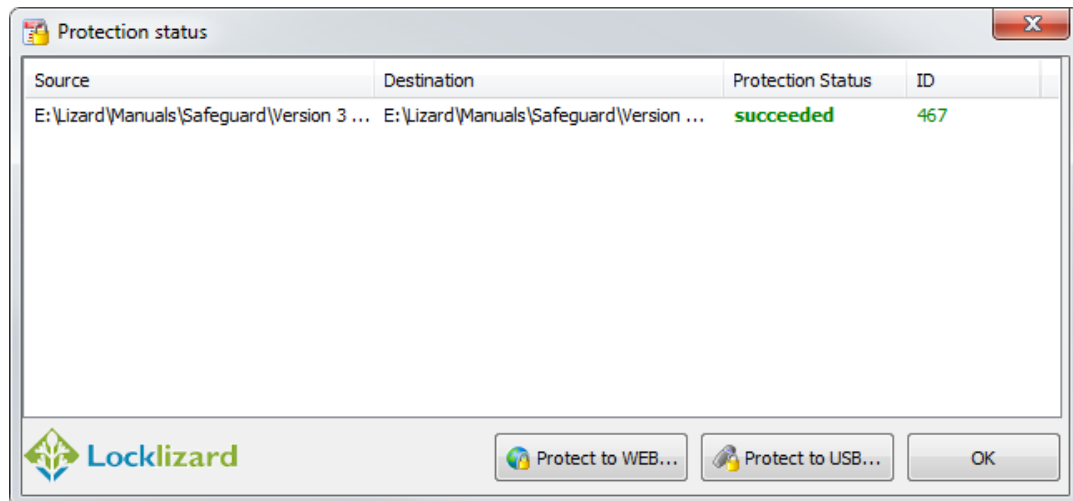 Protection status
Source Destination Protection Status ID
E:\Lizard\Manuals\Safeguard\Version 3 ... E:\Lizard\Manuals\Safeguard\Version ... succeeded 467
Locklizard Protect to WEB... Protect to USB... OK